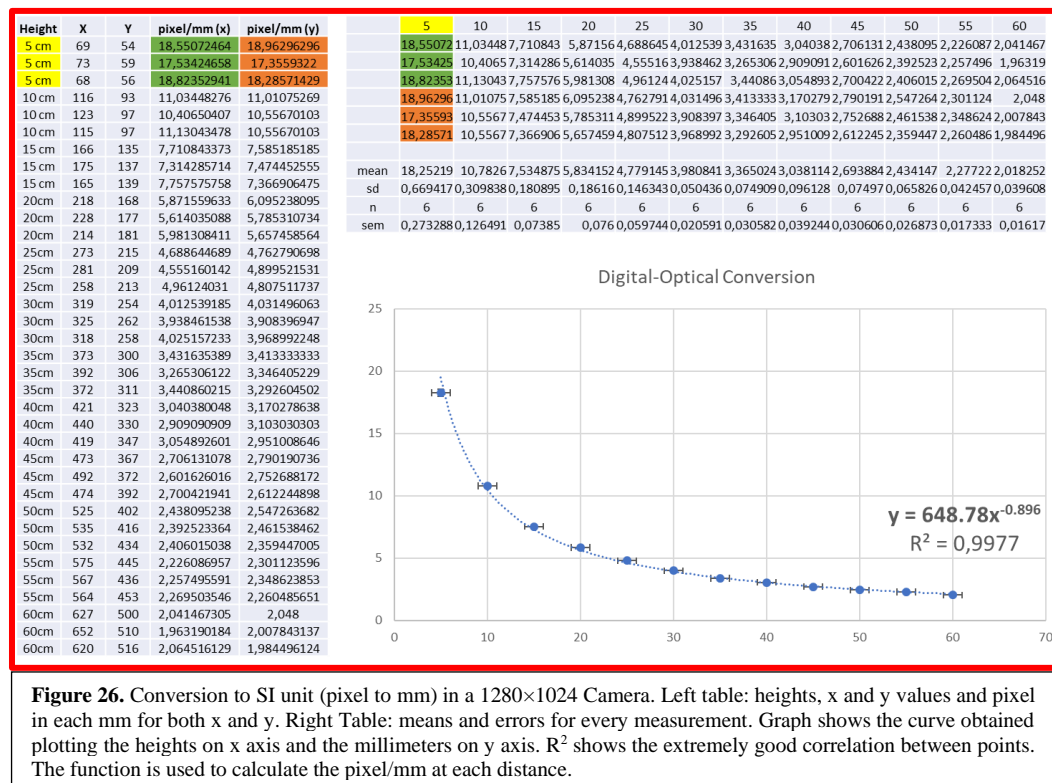 Height X Y pixel/mm (x) pixel/mm (y)
5 cm 69 54 18,55072464 18,96296296
5 cm 73 59 17,53424658 17,3559322
5 cm 68 56 18,82352941 18,28571429
10 cm 116 93 11,03448276 11,01075269
10 cm 123 97 10,40650407 10,55670103
10 cm 115 97 11,13043478 10,55670103
15 cm 166 135 7,710843373 7,585185185
15 cm 175 137 7,314285714 7,474452555
15 cm 165 139 7,757575758 7,366906475
20cm 218 168 5,871559633 6,095238095
20cm 228 177 5,614035088 5,785310734
20cm 214 181 5,981308411 5,657458564
25cm 273 215 4,688644689 4,762790698
25cm 281 209 4,555160142 4,899521531
25cm 258 213 4,96124031 4,807511737
30cm 319 254 4,012539185 4,031496063
30cm 325 262 3,938461538 3,908396947
30cm 318 258 4,025157233 3,968992248
35cm 373 300 3,431635389 3,413333333
35cm 392 306 3,265306122 3,346405229
35cm 372 311 3,440860215 3,292604502
40cm 421 323 3,040380048 3,170278638
40cm 440 330 2,909090909 3,103030303
40cm 419 347 3,054892601 2,951008646
45cm 473 367 2,706131078 2,790190736
45cm 492 372 2,601626016 2,752688172
45cm 474 392 2,700421941 2,612244898
50cm 525 402 2,438095238 2,547263682
50cm 535 416 2,392523364 2,461538462
50cm 532 434 2,406015038 2,359447005
55cm 575 445 2,226086957 2,301123596
55cm 567 436 2,257495591 2,348623853
55cm 564 453 2,269503546 2,260485651
60cm 627 500 2,041467305 2,048
60cm 652 510 1,963190184 2,007843137
60cm 620 516 2,064516129 1,984496124
5 10 15 20 25 30 35 40 45 50 55 60
18,55072 11,03448 7,710843 5,87156 4,688645 4,012539 3,431635 3,04038 2,706131 2,438095 2,226087 2,041467
17,53425 10,4065 7,314286 5,614035 4,55516 3,938462 3,265306 2,909091 2,601626 2,392523 2,257496 1,96319
18,82353 11,13043 7,757576 5,981308 4,96124 4,025157 3,44086 3,054893 2,700422 2,406015 2,269504 2,064516
18,96296 11,01075 7,585185 6,095238 4,762791 4,031496 3,413333 3,170279 2,790191 2,547264 2,301124 2,048
17,35593 10,5567 7,474453 5,785311 4,899522 3,908397 3,346405 3,10303 2,752688 2,461538 2,348624 2,007843
18,28571 10,5567 7,366906 5,657459 4,807512 3,968992 3,292605 2,951009 2,612245 2,359447 2,260486 1,984496
mean 18,25219 10,7826 7,534875 5,834152 4,779145 3,980841 3,365024 3,038114 2,693884 2,434147 2,27722 2,018252
sd 0,669417 0,309838 0,180895 0,18616 0,146343 0,050436 0,074909 0,096128 0,07497 0,065826 0,042457 0,039608
n 6 6 6 6 6 6 6 6 6 6 6 6
sem 0,273288 0,126491 0,07385 0,076 0,059744 0,020591 0,030582 0,039244 0,030606 0,026873 0,017333 0,01617
Digital-Optical Conversion
25
20
15
10
5
0
y = 648.78x^-0.896
R² = 0,9977
0 10 20 30 40 50 60 70
Figure 26. Conversion to SI unit (pixel to mm) in a 1280×1024 Camera. Left table: heights, x and y values and pixel
in each mm for both x and y. Right Table: means and errors for every measurement. Graph shows the curve obtained
plotting the heights on x axis and the millimeters on y axis. R² shows the extremely good correlation between points.
The function is used to calculate the pixel/mm at each distance.